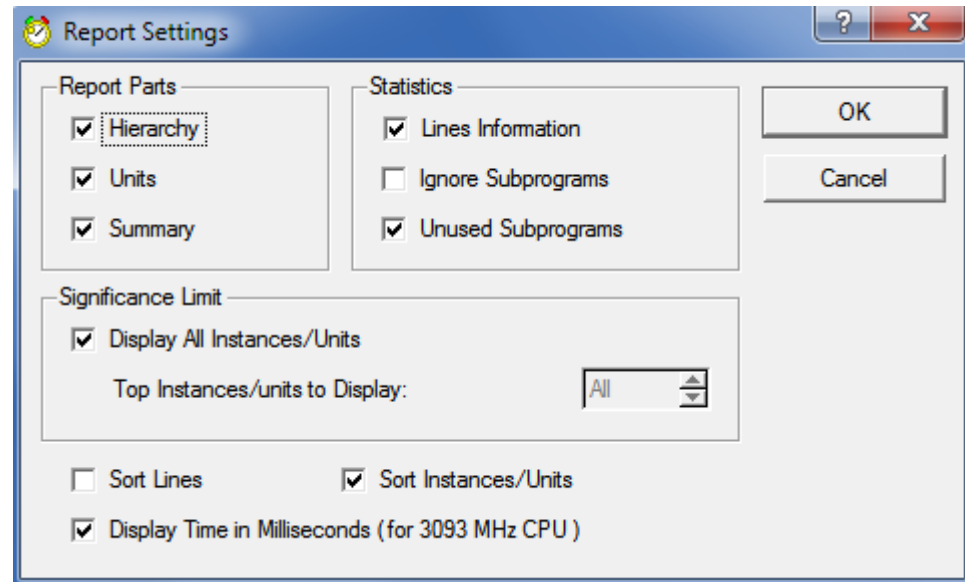 Report Settings
Report Parts
Hierarchy
Units
Summary
Statistics
Lines Information
Ignore Subprograms
Unused Subprograms
OK
Cancel
Significance Limit
Display All Instances/Units
Top Instances/units to Display:
All
Sort Lines
Sort Instances/Units
Display Time in Milliseconds ( for 3093 MHz CPU )